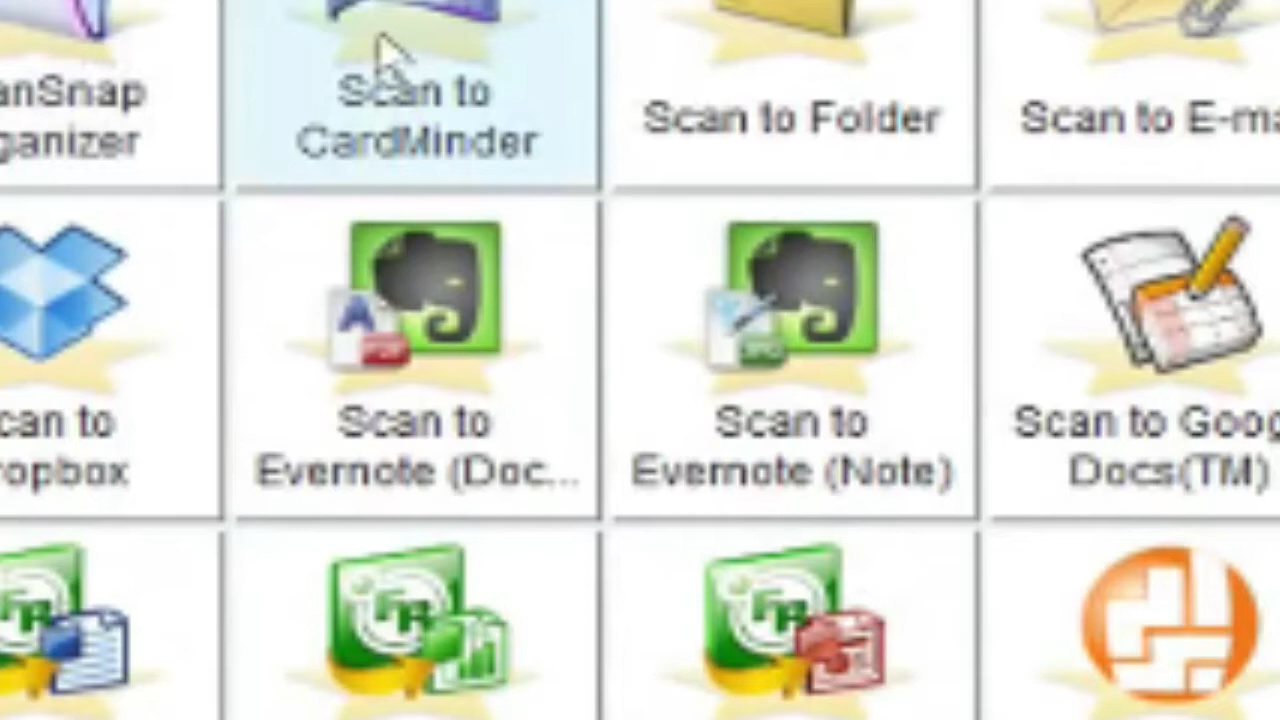 anSnap
ganizer
Scan to
CardMinder
Scan to Folder
Scan to E-ma
can to
ropbox
Scan to
Evernote (Doc...
Scan to
Evernote (Note)
Scan to Goog
Docs(TM)